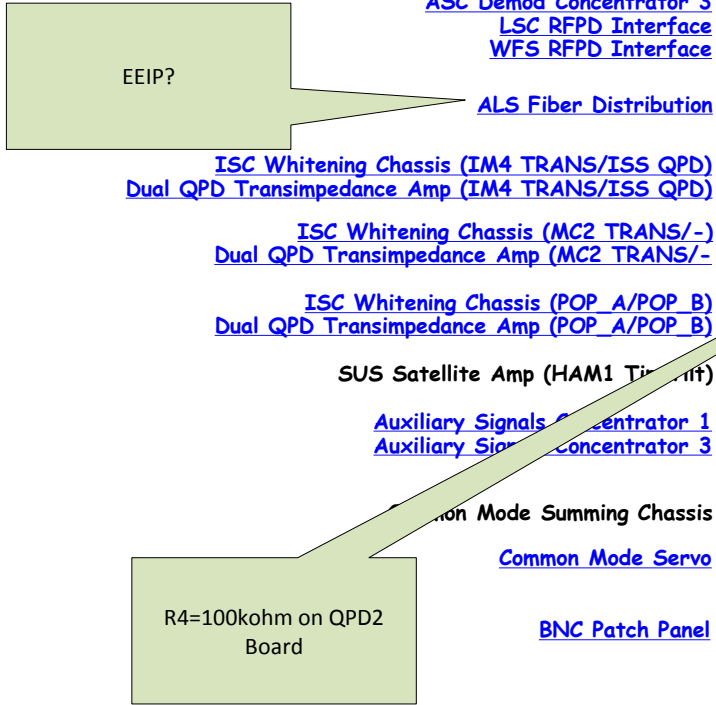 ASC Demod Concentrator 3
LSC RFPD Interface
WFS RFPD Interface
EEIP?
ALS Fiber Distribution
ISC Whitening Chassis (IM4 TRANS/ISS QPD)
Dual QPD Transimpedance Amp (IM4 TRANS/ISS QPD)
ISC Whitening Chassis (MC2 TRANS/-)
Dual QPD Transimpedance Amp (MC2 TRANS/-
ISC Whitening Chassis (POP_A/POP_B)
Dual QPD Transimpedance Amp (POP_A/POP_B)
SUS Satellite Amp (HAM1
Auxiliary Signals Concentrator 1
Auxiliary Signals Concentrator 3
Mode Summing Chassis
Common Mode Servo
R4=100kohm on QPD2
Board
BNC Patch Panel